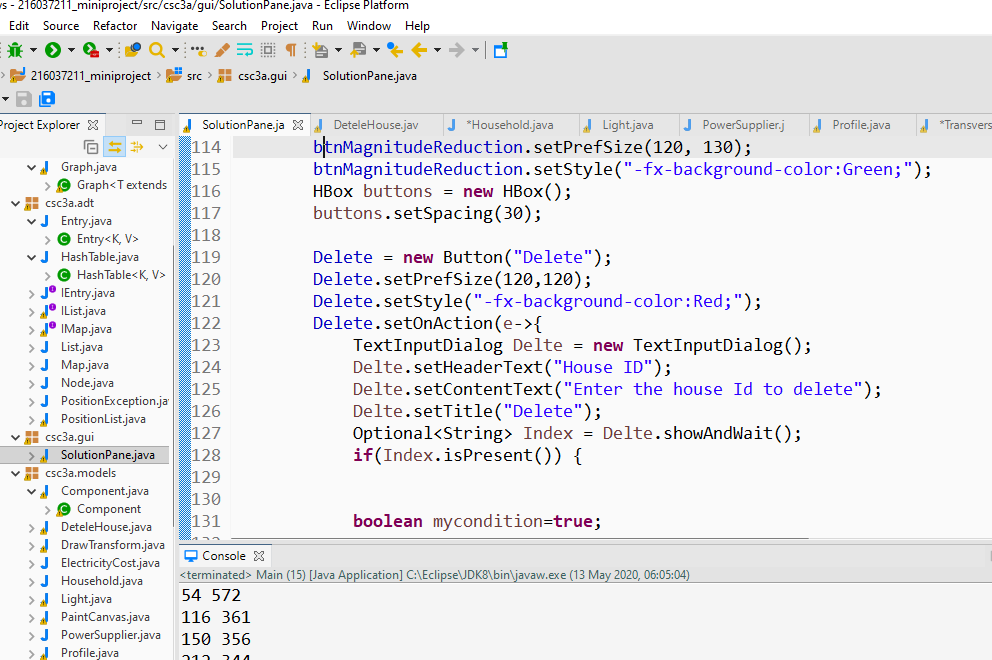 ys - 216037211_miniproject/src/csc3a/gui/SolutionPane.java - Eclipse Platform
Edit Source Refactor Navigate Search Project Run Window Help
216037211_miniproject src csc3a.gui SolutionPane.java
Project Explorer
SolutionPane.ja DeteleHouse.jav *Household.java Light.java PowerSupplier.j Profile.java *Transvers
Graph.java
Graph<T extends
csc3a.adt
Entry.java
Entry<K, V>
HashTable.java
HashTable<K, V>
IEntry.java
IList.java
IMap.java
List.java
Map.java
Node.java
PositionException.ja
PositionList.java
csc3a.gui
SolutionPane.java
csc3a.models
Component.java
Component
DeteleHouse.java
DrawTransform.java
ElectricityCost.java
Household.java
Light.java
PaintCanvas.java
PowerSupplier.java
Profile.java
114 btnMagnitudeReduction.setPrefSize(120, 130);
115 btnMagnitudeReduction.setStyle("-fx-background-color:Green;");
116 HBox buttons = new HBox();
117 buttons.setSpacing(30);
118
119 Delete = new Button("Delete");
120 Delete.setPrefSize(120,120);
121 Delete.setStyle("-fx-background-color:Red;");
122 Delete.setOnAction(e->{
123 TextInputDialog Delte = new TextInputDialog();
124 Delte.setHeaderText("House ID");
125 Delte.setContentText("Enter the house Id to delete");
126 Delte.setTitle("Delete");
127 Optional<String> Index = Delte.showAndWait();
128 if(Index.isPresent()) {
129
130
131 boolean mycondition=true;
Console
<terminated> Main (15) [Java Application] C:\Eclipse\JDK8\bin\javaw.exe (13 May 2020, 06:05:04)
54 572
116 361
150 356
212 344